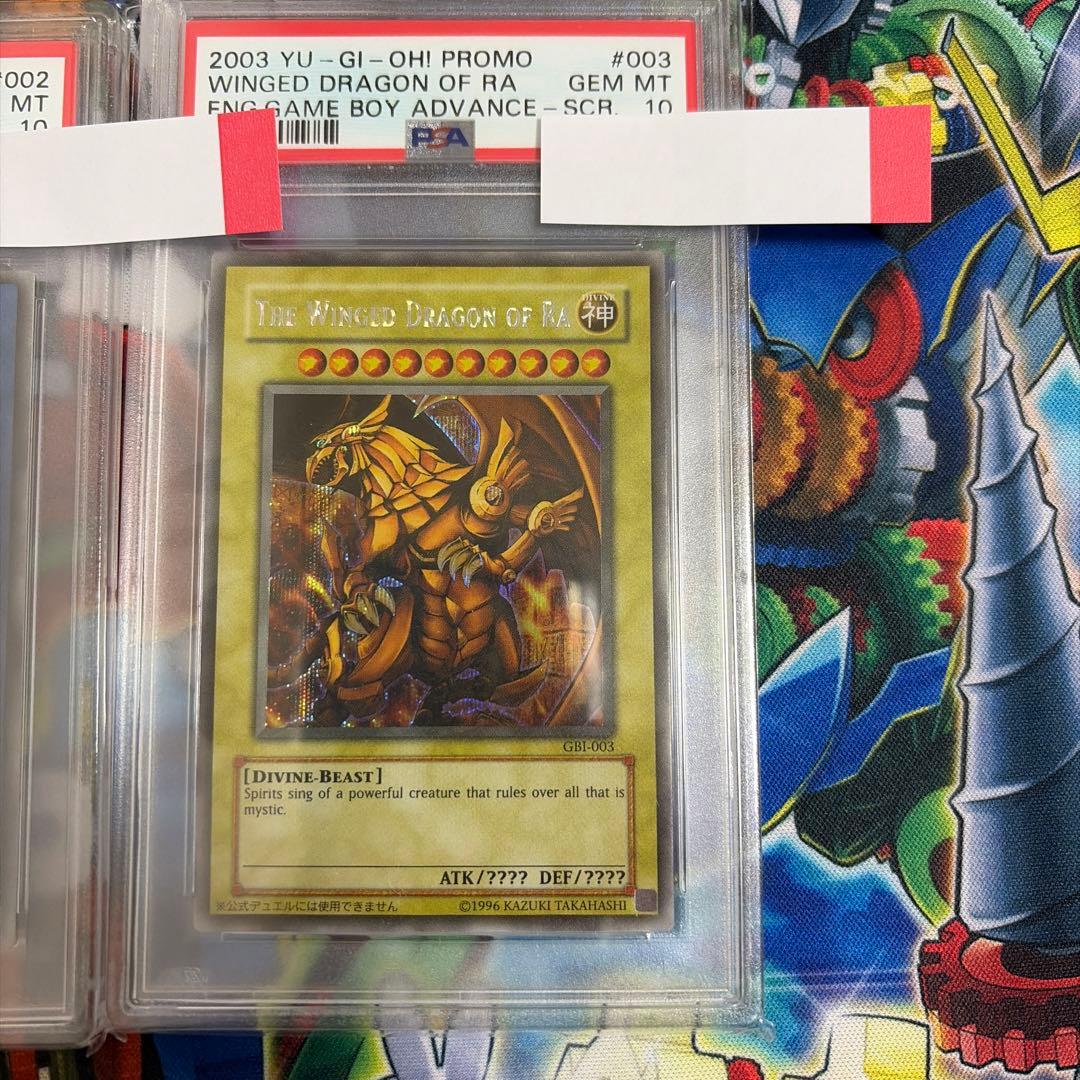 #002
MT
10
2003 YU-GI-OH! PROMO #003
WINGED DRAGON OF RA GEM MT
ENG.GAME BOY ADVANCE-SCR. 10
PSA
THE WINGED DRAGON OF RA
DIVINE
神
GBI-003
[DIVINE-BEAST]
Spirits sing of a powerful creature that rules over all that is
mystic.
ATK/???? DEF/????
※公式デュエルには使用できません ©1996 KAZUKI TAKAHASHI